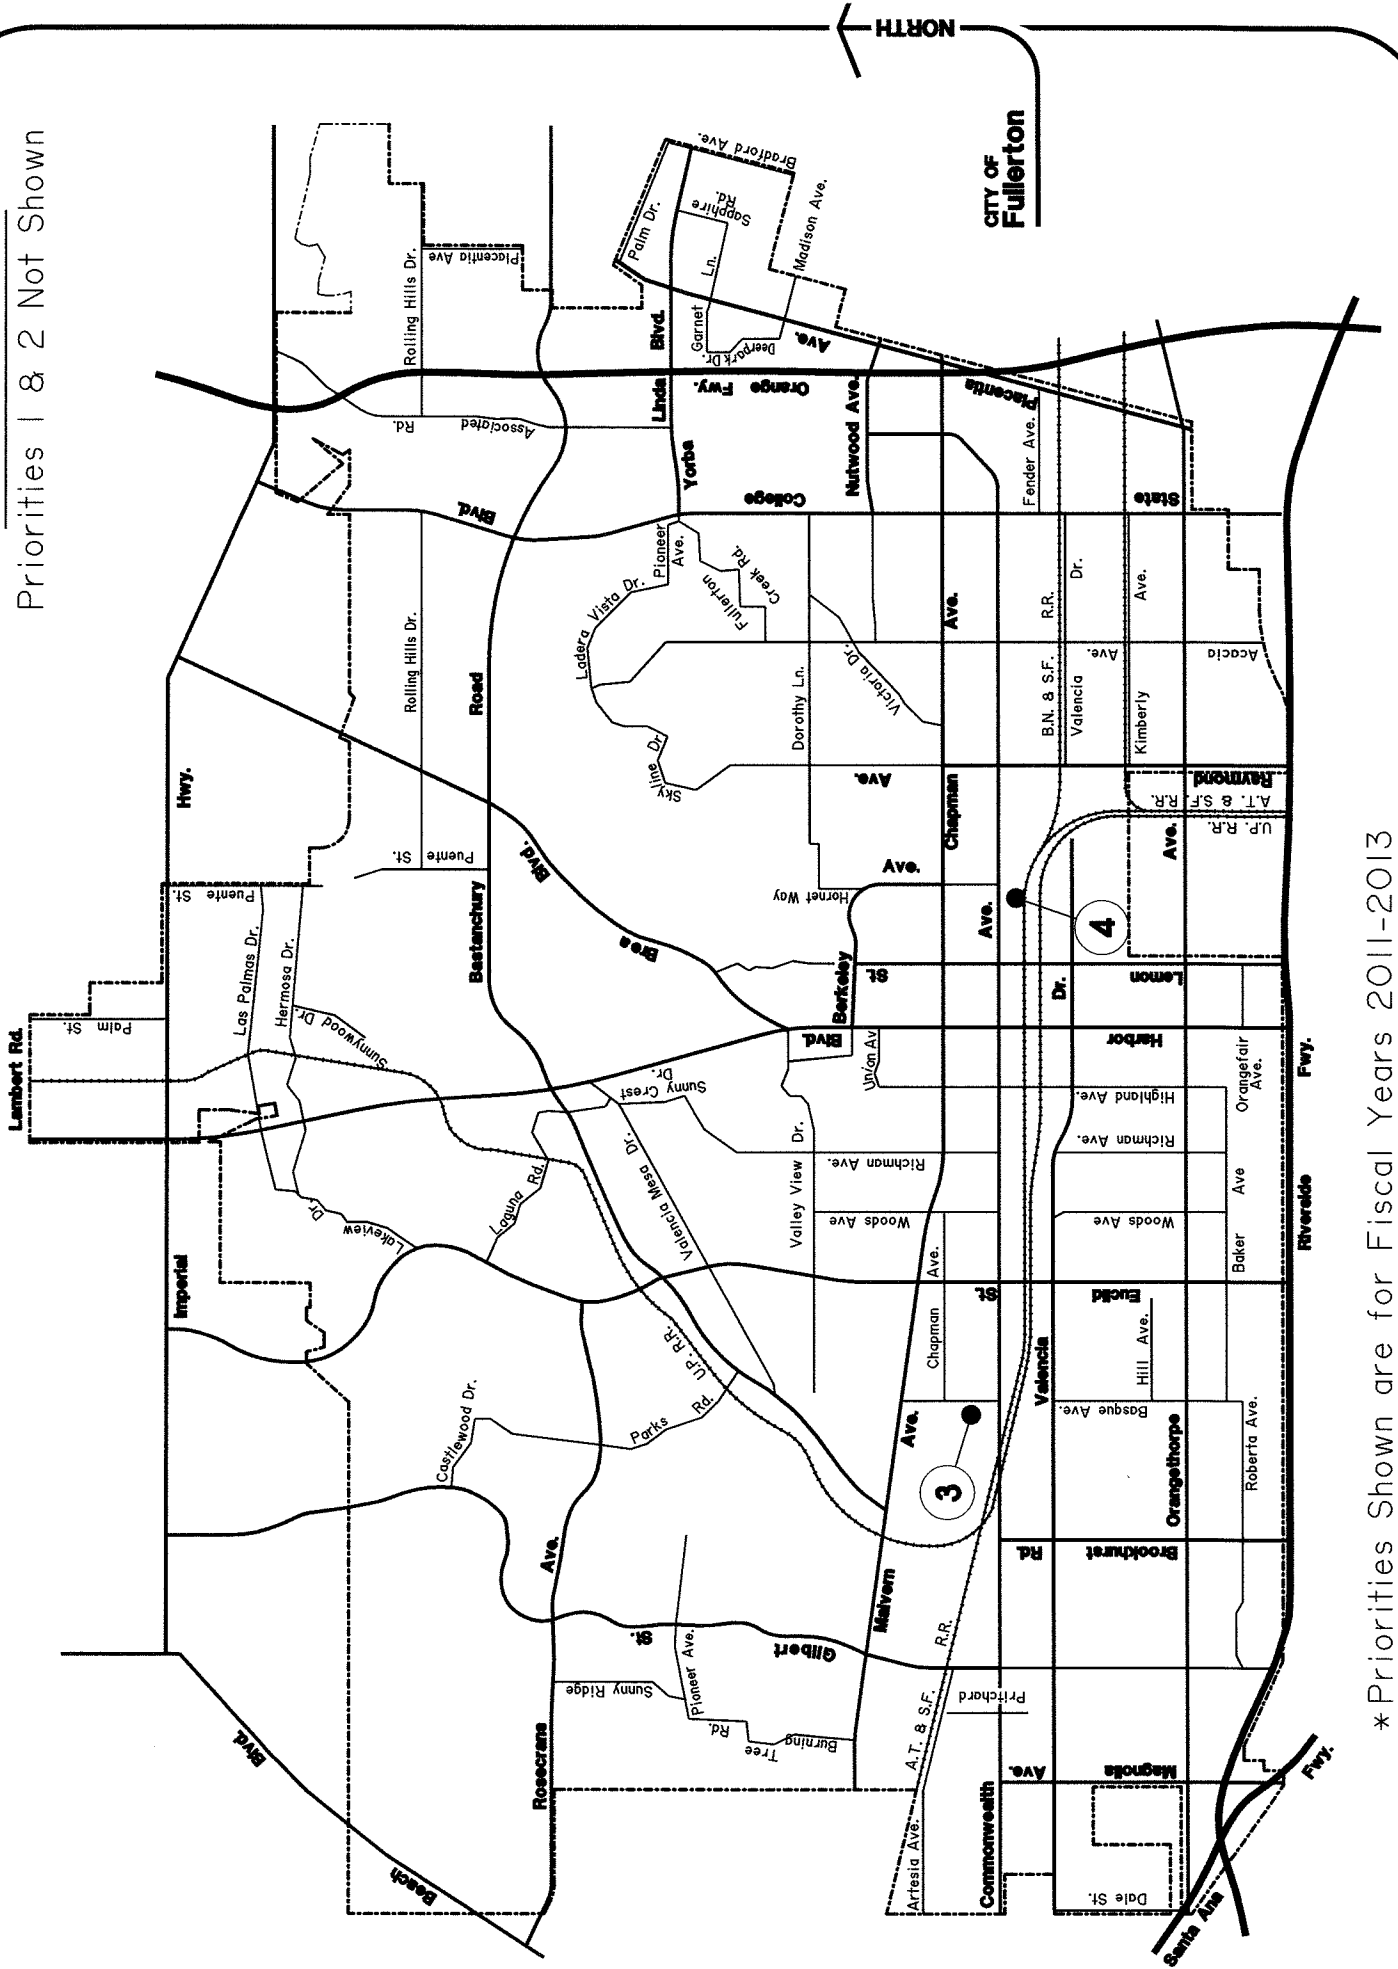 Priorities 1 & 2 Not Shown
NORTH
CITY OF
Fullerton
Lambert Rd.
Palm St.
Imperial
Hwy.
Puente St.
Las Palmas Dr.
Hermosa Dr.
Sunnywood Dr.
Lakeview Dr.
Laguna Rd.
Puente St.
Rolling Hills Dr.
Rolling Hills Dr.
Placentia Ave
Associated Rd.
Blvd.
Bastanchury
Road
Brea
Blvd.
Beach
Blvd.
Rosecrans
Ave.
Castlewood Dr.
Parks Rd.
U.P. R.R.
Valencia Mesa Dr.
Sunny Crest Dr.
Valley View Dr.
Richman Ave.
Woods Ave
Union Av
Berkeley
Ave.
Hornet Way
Dorothy Ln.
Victoria Dr.
Skyline Dr
Ladera Vista Dr.
Pioneer
Ave.
Fullerton
Creek Rd.
Yorba
Linda
Blvd.
Palm Dr.
Bradford Ave.
Sapphire
Rd.
Garnet
Ln.
Deerpark Dr.
Madison Ave.
Orange
Fwy.
Placentia
Ave.
Nutwood Ave.
College
State
Fender Ave.
Acacia
Ave.
Raymond
Ave.
Chapman
Ave.
Chapman
Ave.
Kimberly
Ave.
Valencia
Dr.
B.N. & S.F.
R.R.
A.T. & S.F. R.R.
U.P. R.R.
Lemon
St.
Harbor
Blvd.
Highland Ave.
Richman Ave.
Woods Ave
Euclid
St.
Hill Ave.
Basque Ave.
Baker
Ave
Orangefair
Ave.
Roberta Ave.
Brookhurst
Rd.
Gilbert
St.
Sunny Ridge
Pioneer Ave.
Burning
Tree
Rd.
Malvern
Ave.
Pritchard
A.T. & S.F.
R.R.
Artesia Ave.
Commonwealth
Ave.
Magnolia
Ave.
Dale St.
Valencia
Dr.
Orangethorpe
Ave.
Riverside
Fwy.
Santa Ana
Fwy.
3
4
*Priorities Shown are for Fiscal Years 2011-2013